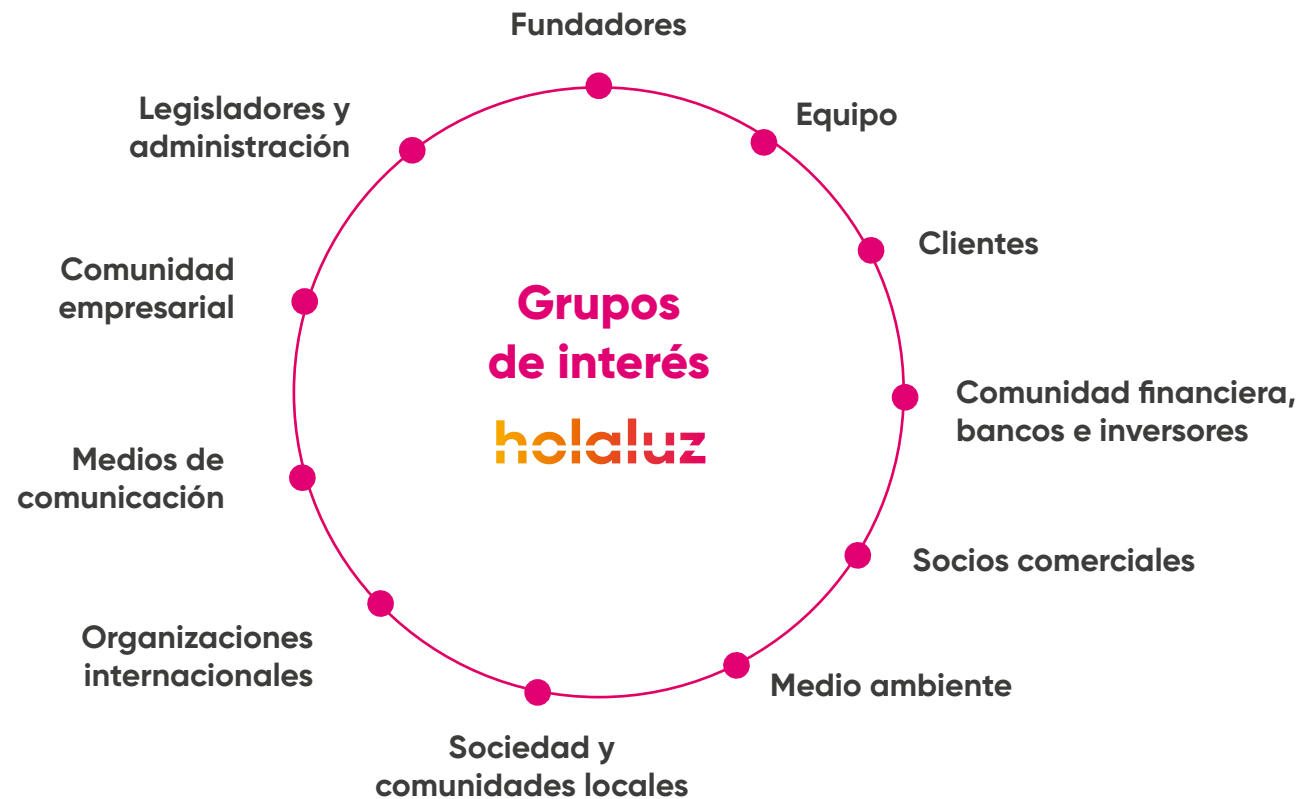 Fundadores
Equipo
Clientes
Comunidad financiera,
bancos e inversores
Socios comerciales
Medio ambiente
Sociedad y
comunidades locales
Organizaciones
internacionales
Medios de
comunicación
Comunidad
empresarial
Legisladores y
administración
Grupos
de interés
holaluz